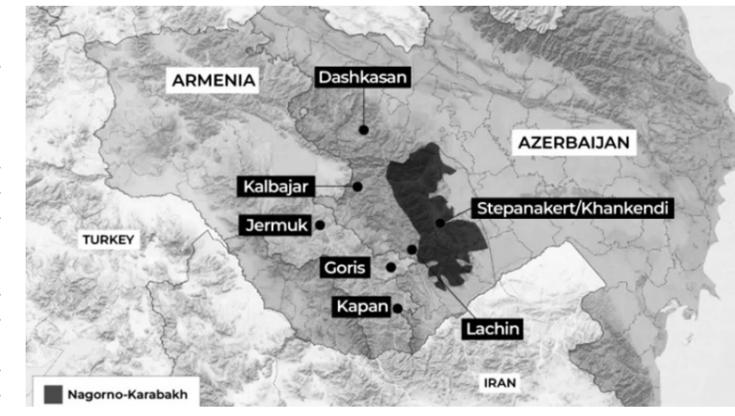 ARMENIA
Dashkasan
AZERBAIJAN
Kalbajar
Stepanakert/Khankendi
Jermuk
TURKEY
Goris
Kapan
Lachin
IRAN
Nagorno-Karabakh